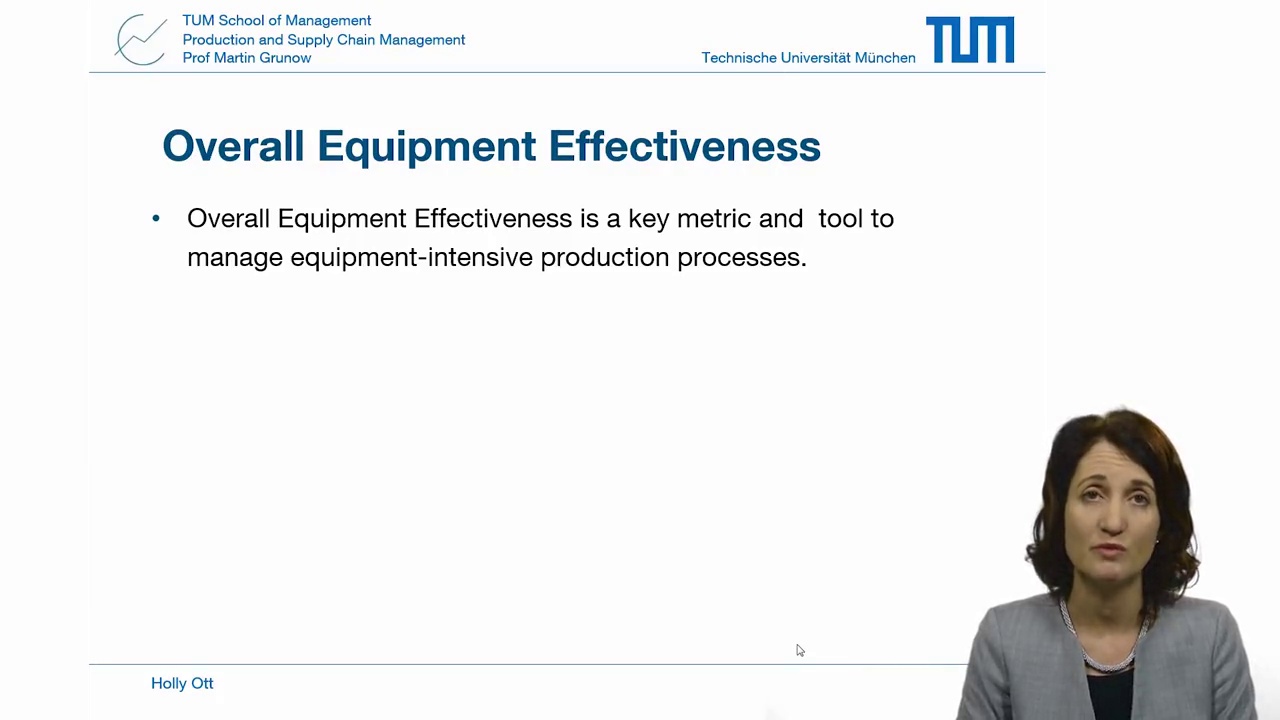 TUM School of Management
Production and Supply Chain Management
Prof Martin Grunow
Technische Universität München
TUM
Overall Equipment Effectiveness
• Overall Equipment Effectiveness is a key metric and  tool to
manage equipment-intensive production processes.
Holly Ott